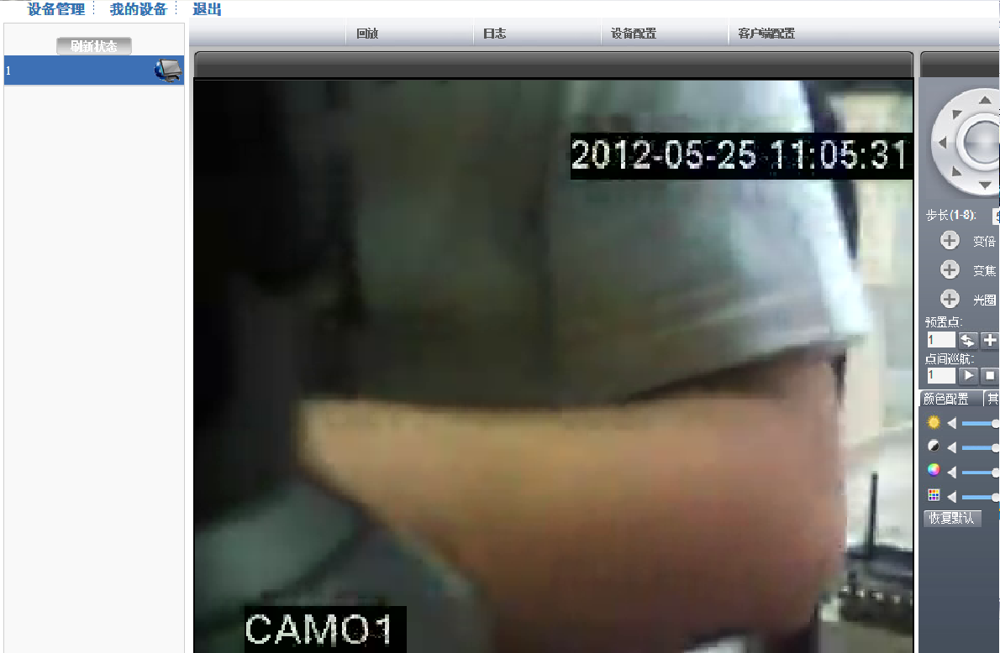 设备管理 我的设备 退出
回放 日志 设备配置 客户端配置
刷新状态
1
2012-05-25 11:05:31
步长(1-8):
变倍
变焦
光圈
预置点:
1
点间巡航:
1
颜色配置 其
恢复默认
CAM01